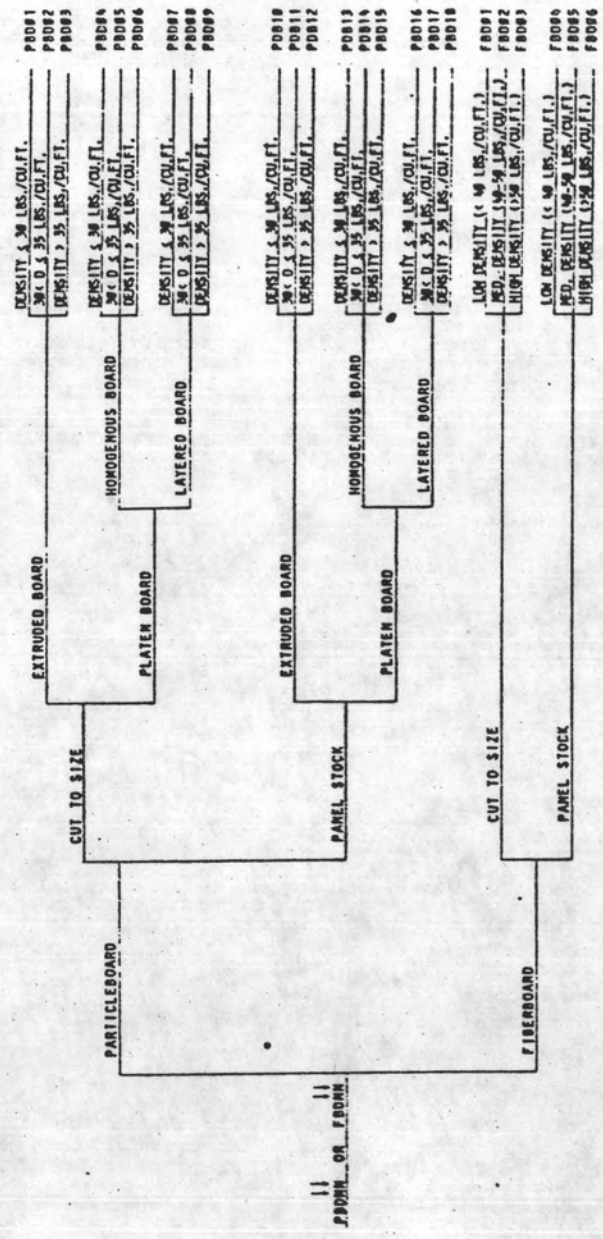 PBDNN OR FBDNN
PARTICLEBOARD
CUT TO SIZE
EXTRUDED BOARD
DENSITY ≤ 30 LBS./CU.FT. PBD01
30< D ≤ 35 LBS./CU.FT. PBD02
DENSITY > 35 LBS./CU.FT. PBD03
PLATEN BOARD
HOMOGENOUS BOARD
DENSITY ≤ 30 LBS./CU.FT. PBD04
30< D ≤ 35 LBS./CU.FT. PBD05
DENSITY > 35 LBS./CU.FT. PBD06
LAYERED BOARD
DENSITY ≤ 30 LBS./CU.FT. PBD07
30< D ≤ 35 LBS./CU.FT. PBD08
DENSITY > 35 LBS./CU.FT. PBD09
PANEL STOCK
EXTRUDED BOARD
DENSITY ≤ 30 LBS./CU.FT. PBD10
30< D ≤ 35 LBS./CU.FT. PBD11
DENSITY > 35 LBS./CU.FT. PBD12
PLATEN BOARD
HOMOGENOUS BOARD
DENSITY ≤ 30 LBS./CU.FT. PBD13
30< D ≤ 35 LBS./CU.FT. PBD14
DENSITY > 35 LBS./CU.FT. PBD15
LAYERED BOARD
DENSITY ≤ 30 LBS./CU.FT. PBD16
30< D ≤ 35 LBS./CU.FT. PBD17
DENSITY > 35 LBS./CU.FT. PBD18
FIBERBOARD
CUT TO SIZE
LOW DENSITY (< 40 LBS./CU.FT.) FBD01
MED. DENSITY (40-50 LBS./CU.FT.) FBD02
HIGH DENSITY (>50 LBS./CU.FT.) FBD03
PANEL STOCK
LOW DENSITY (< 40 LBS./CU.FT.) FBD04
MED. DENSITY (40-50 LBS./CU.FT.) FBD05
HIGH DENSITY (>50 LBS./CU.FT.) FBD06